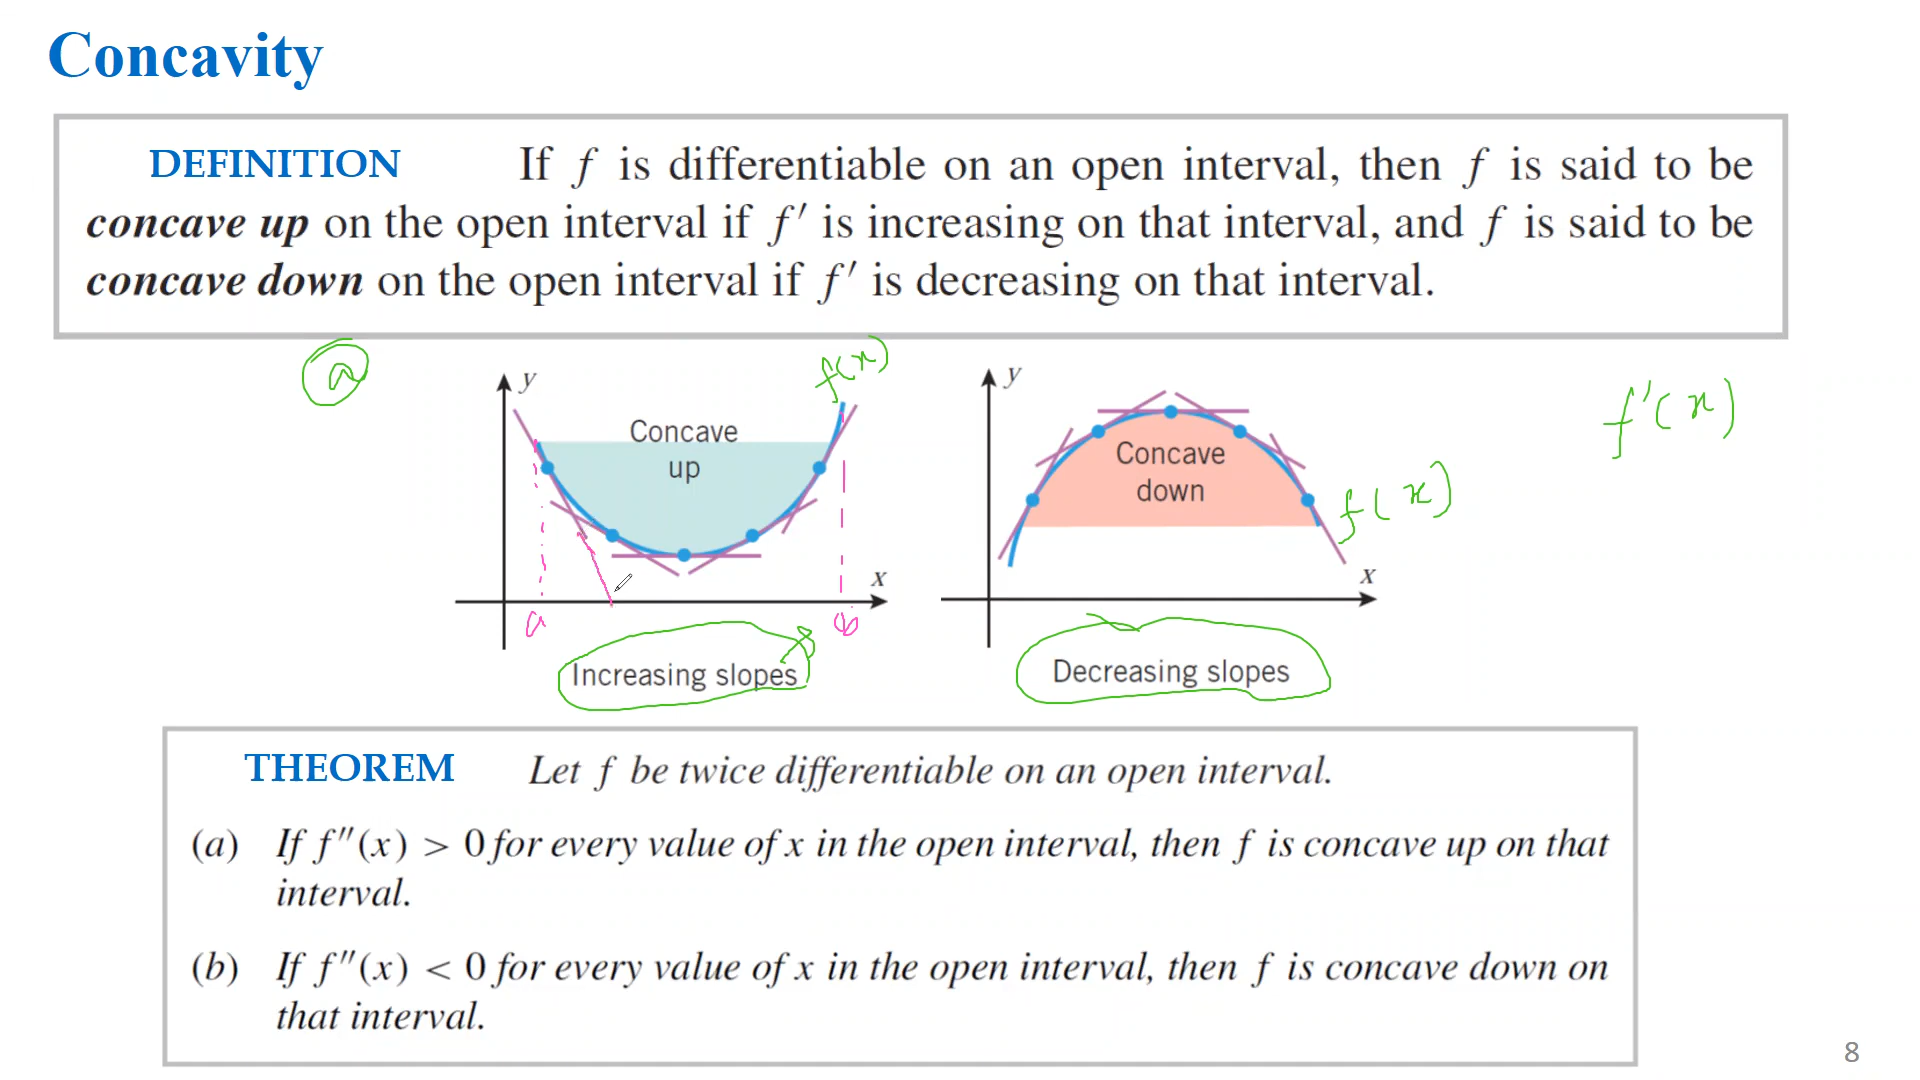 Concavity
DEFINITION If f is differentiable on an open interval, then f is said to be
concave up on the open interval if f′ is increasing on that interval, and f is said to be
concave down on the open interval if f′ is decreasing on that interval.
y
f(x)
Concave
up
x
a
b
Increasing slopes
y
Concave
down
f(x)
x
Decreasing slopes
f'(x)
THEOREM Let f be twice differentiable on an open interval.
(a) If f″(x) > 0 for every value of x in the open interval, then f is concave up on that
interval.
(b) If f″(x) < 0 for every value of x in the open interval, then f is concave down on
that interval.
8